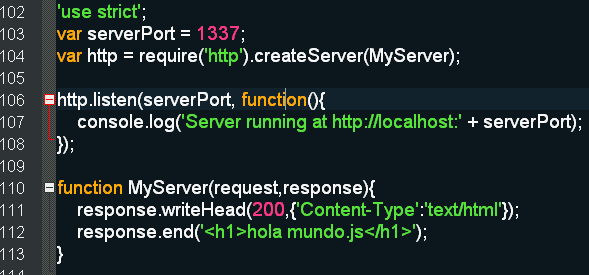 102 'use strict';
103 var serverPort = 1337;
104 var http = require('http').createServer(MyServer);
105
106 http.listen(serverPort, function(){
107 console.log('Server running at http://localhost:' + serverPort);
108 });
109
110 function MyServer(request,response){
111 response.writeHead(200,{'Content-Type':'text/html'});
112 response.end('<h1>hola mundo.js</h1>');
113 }
114